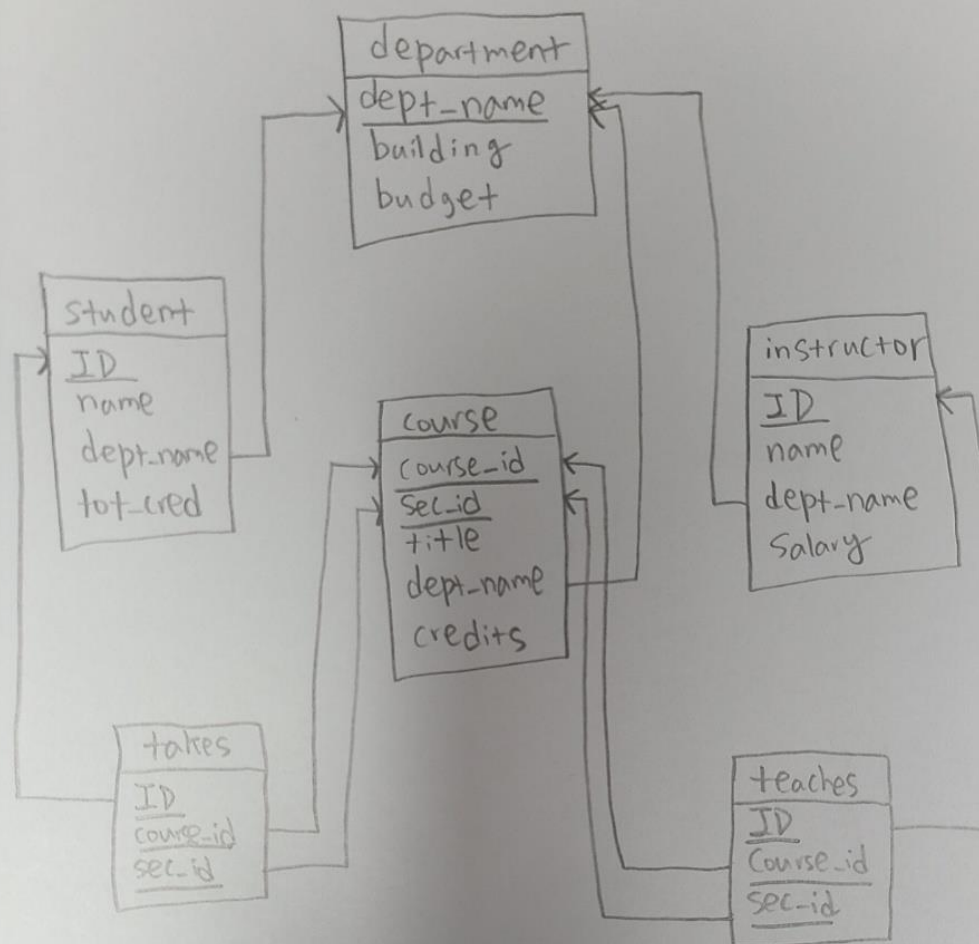 department
dept_name
building
budget
student
ID
name
dept_name
tot_cred
course
course_id
sec_id
title
dept_name
credits
instructor
ID
name
dept_name
salary
takes
ID
course_id
sec_id
teaches
ID
course_id
sec_id